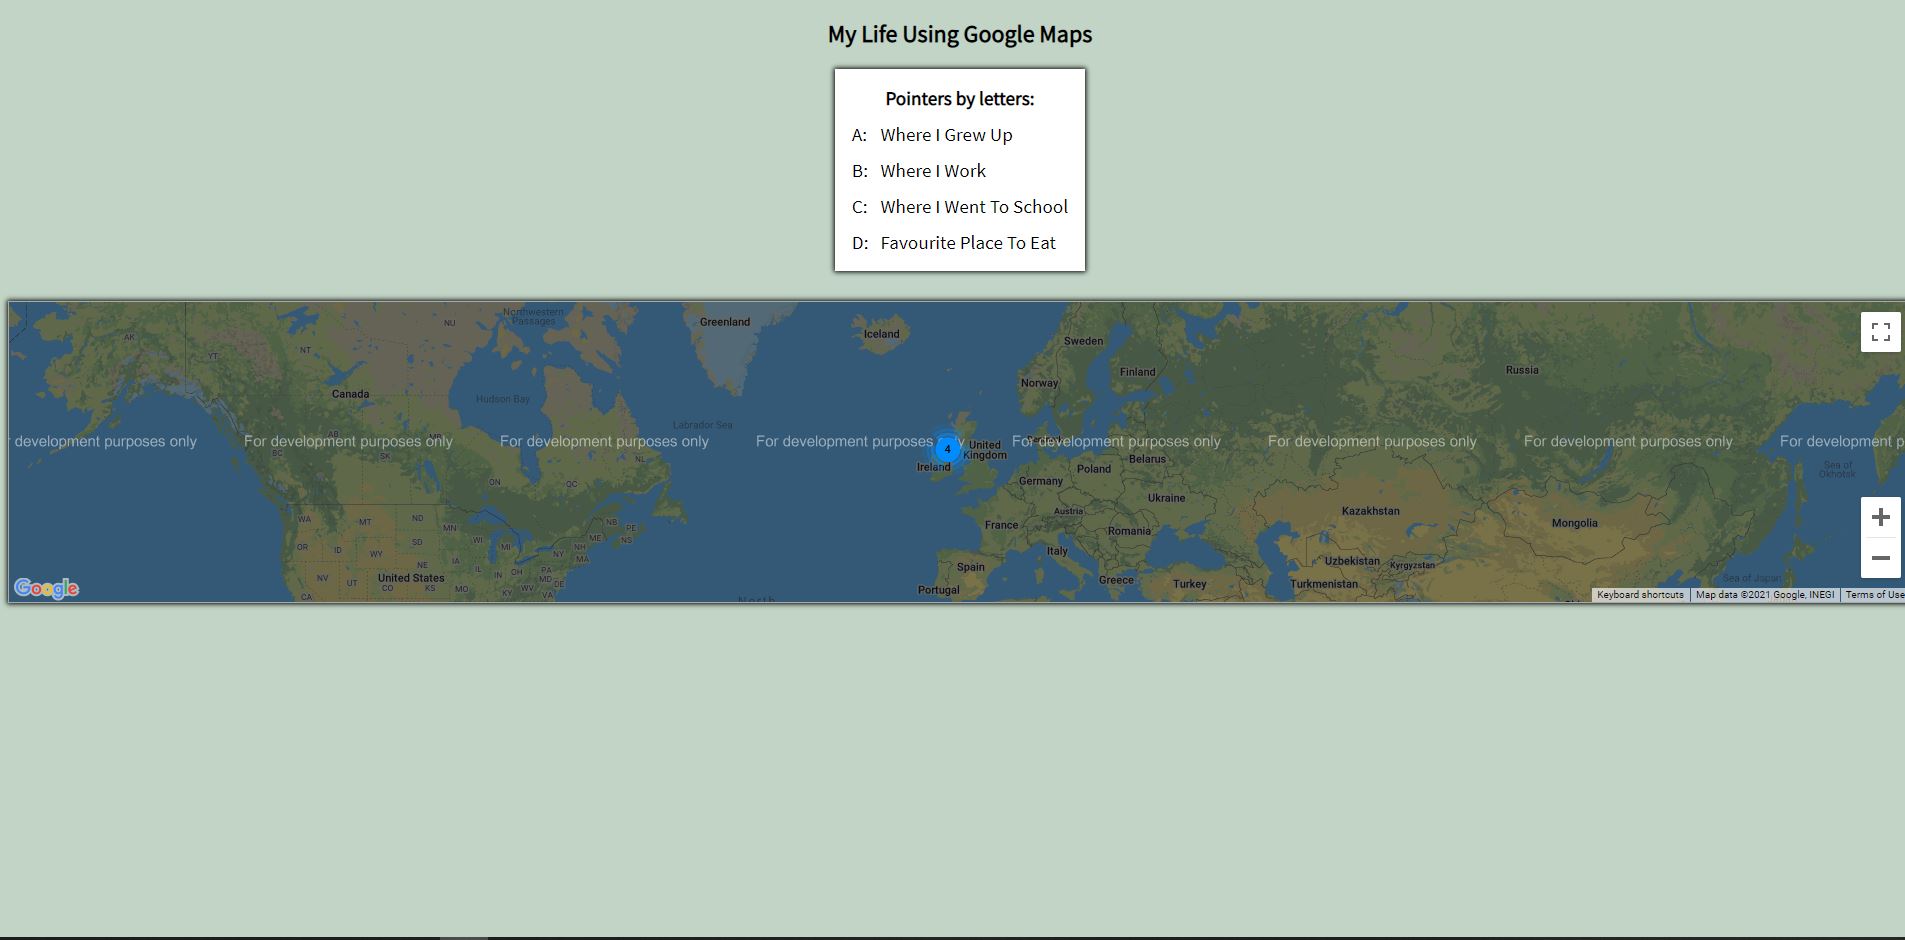 My Life Using Google Maps
Pointers by letters:
A: Where I Grew Up
B: Where I Work
C: Where I Went To School
D: Favourite Place To Eat
Northwestern
Passages
Greenland
NU
Iceland
AK
Sweden
NT
YT
Russia
Finland
Norway
Canada
Hudson Bay
Labrador Sea
AB
MB
development purposes only
For development purposes only
For development purposes only
For development purposes only
For development purposes only
For development purposes only
For development purposes only
For development p
4
United
Kingdom
BC
SK
NL
Belarus
Ireland
Poland
Sea of
Okhotsk
ON
QC
Germany
Ukraine
Austria
Kazakhstan
WA
MT
ND
MN
NB
PE
NS
France
Mongolia
Romania
ME
OR
ID
WY
SD
WI
MI
NY
NH
MA
Italy
NE
IA
IL
IN
OH
PA
Uzbekistan
Kyrgyzstan
Spain
NV
UT
United States
CO
KS
MO
KY
WV
MD
DE
VA
Greece
Turkey
Turkmenistan
Sea of Japan
Portugal
CA
North
Google
Keyboard shortcuts
Map data ©2021 Google, INEGI
Terms of Use